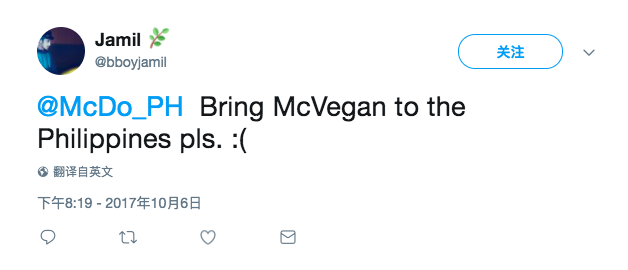 Jamil 🌿
@bboyjamil
关注
@McDo_PH Bring McVegan to the
Philippines pls. :(
翻译自英文
下午8:19 - 2017年10月6日